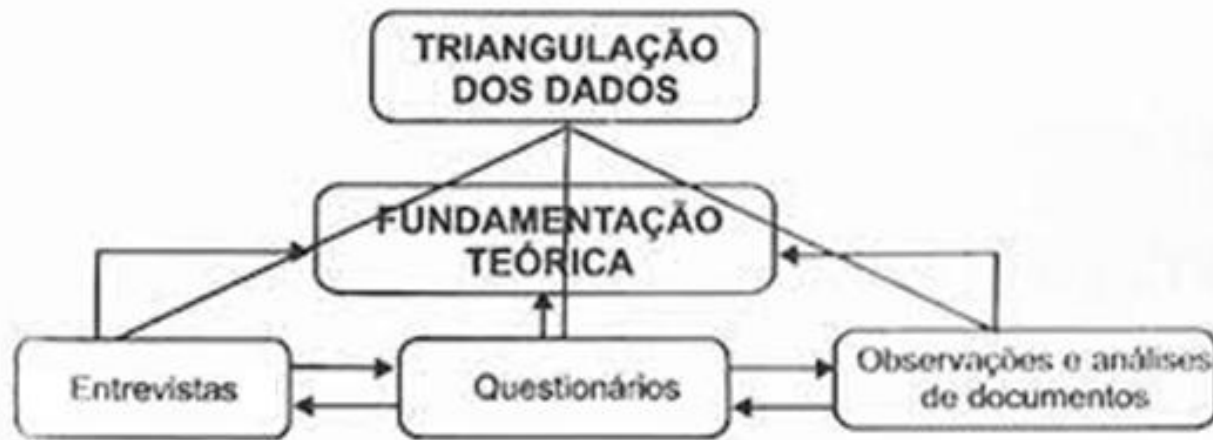 TRIANGULAÇÃO
DOS DADOS
FUNDAMENTAÇÃO
TEÓRICA
Entrevistas
Questionários
Observações e análises
de documentos